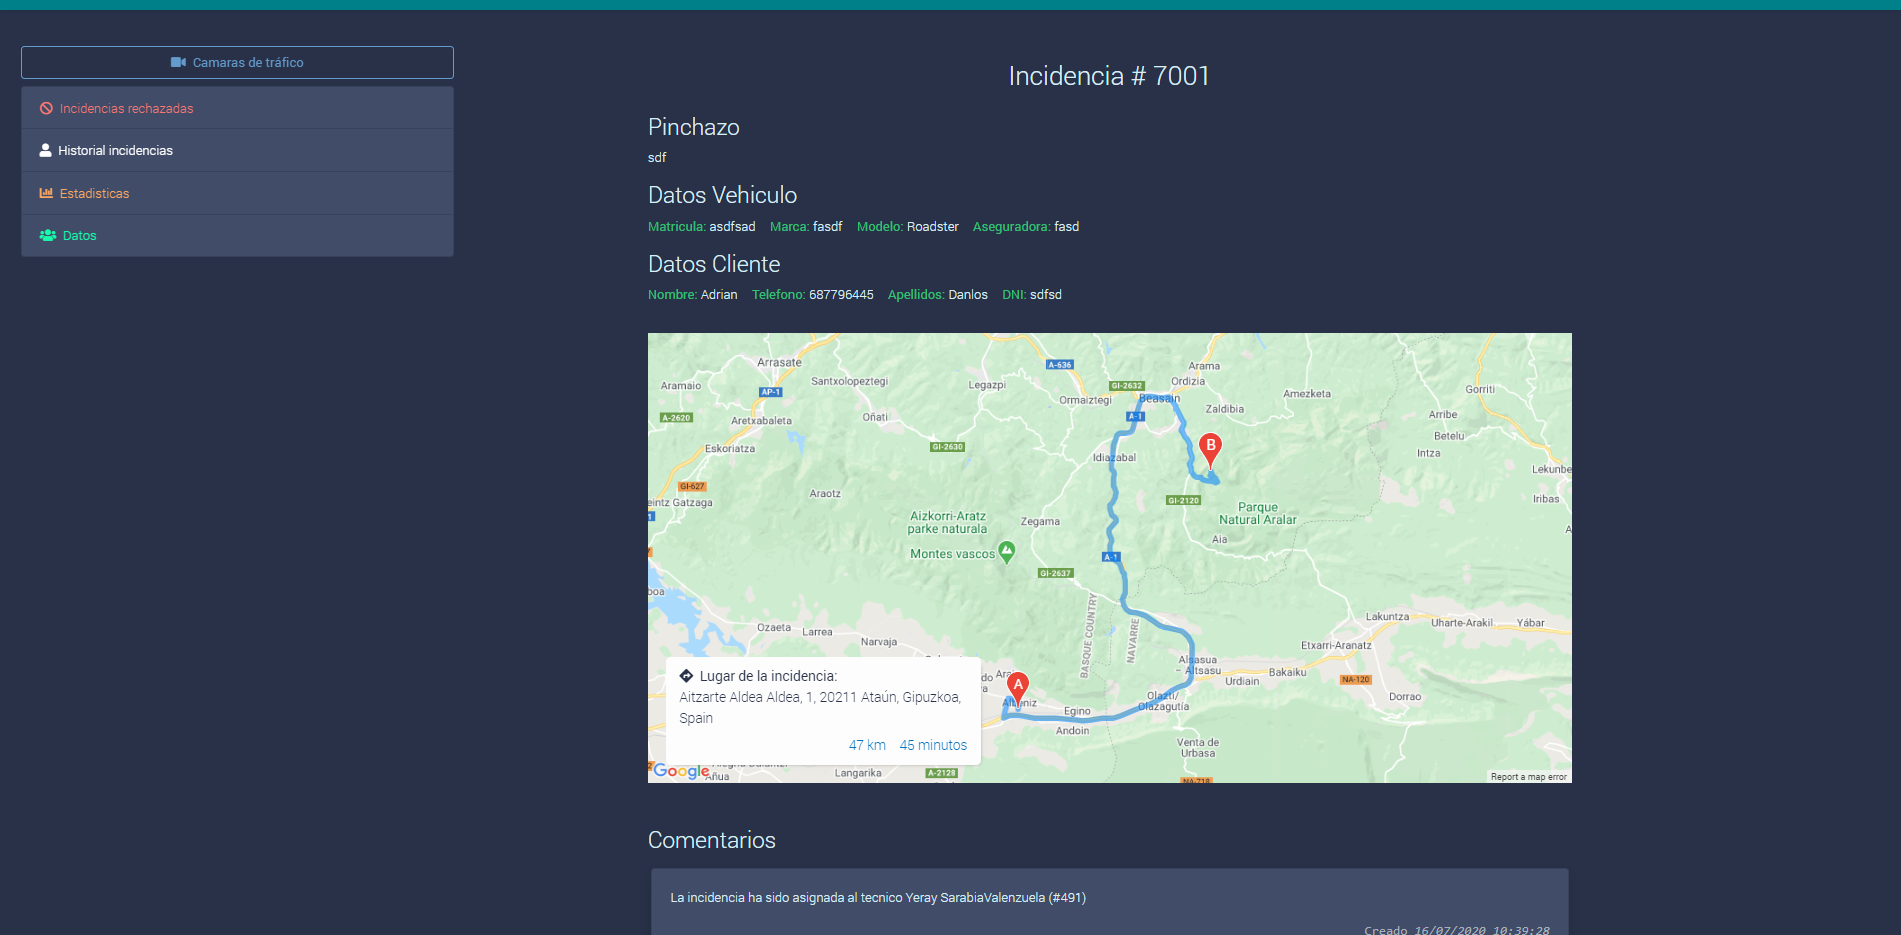 Camaras de tráfico
Incidencias rechazadas
Historial incidencias
Estadisticas
Datos
Incidencia # 7001
Pinchazo
sdf
Datos Vehiculo
Matricula: asdfsad Marca: fasdf Modelo: Roadster Aseguradora: fasd
Datos Cliente
Nombre: Adrian Telefono: 687796445 Apellidos: Danlos DNI: sdfsd
Arrasate
A-636
Arama
Aramaio
AP-1
Santxolopeztegi
Legazpi
GI-2632
Ordizia
Amezketa
Gorriti
Ormaiztegi
Beasain
A-2620
Aretxabaleta
Oñati
A-1
Zaldibia
Arribe
Eskoriatza
GI-2630
Idiazabal
B
Betelu
Intza
Lekunbe
GI-627
Araotz
GI-2120
Iribas
eintz Gatzaga
1
Aizkorri-Aratz
parke naturala
Zegama
Parque
Natural Aralar
Montes vascos
A-1
Aia
GI-2637
boa
BASQUE COUNTRY
NAVARRE
Ozaeta
Larrea
Narvaja
Lakuntza
Uharte-Arakil
Yábar
Etxarri-Aranatz
Alsasua
- Altsasu
Bakaiku
Urdiain
NA-120
Dorrao
A
Albeniz
Egino
Olazti/
Olazagutía
Andoin
Venta de
Urbasa
Lugar de la incidencia:
Aitzarte Aldea Aldea, 1, 20211 Ataún, Gipuzkoa,
Spain
47 km 45 minutos
Google
Añua
Langarika
A-2128
NA-718
Report a map error
Comentarios
La incidencia ha sido asignada al tecnico Yeray SarabiaValenzuela (#491)
Creado 16/07/2020 10:39:28